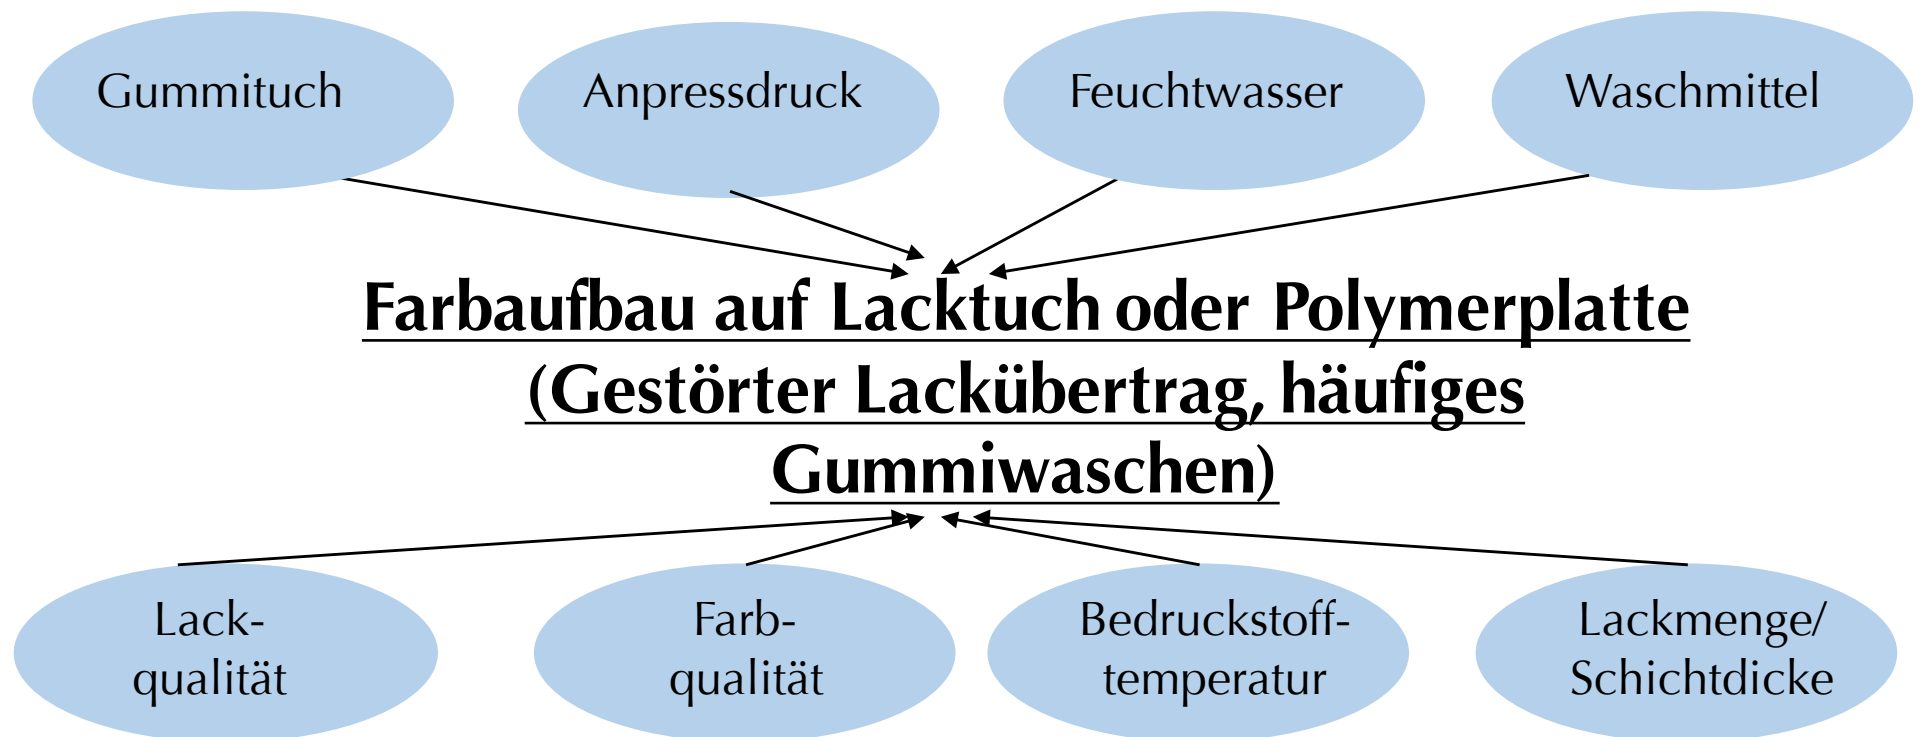 Gummituch
Anpressdruck
Feuchtwasser
Waschmittel
Farbaufbau auf Lacktuch oder Polymerplatte
(Gestörter Lackübertrag, häufiges
Gummiwaschen)
Lack-
qualität
Farb-
qualität
Bedruckstoff-
temperatur
Lackmenge/
Schichtdicke